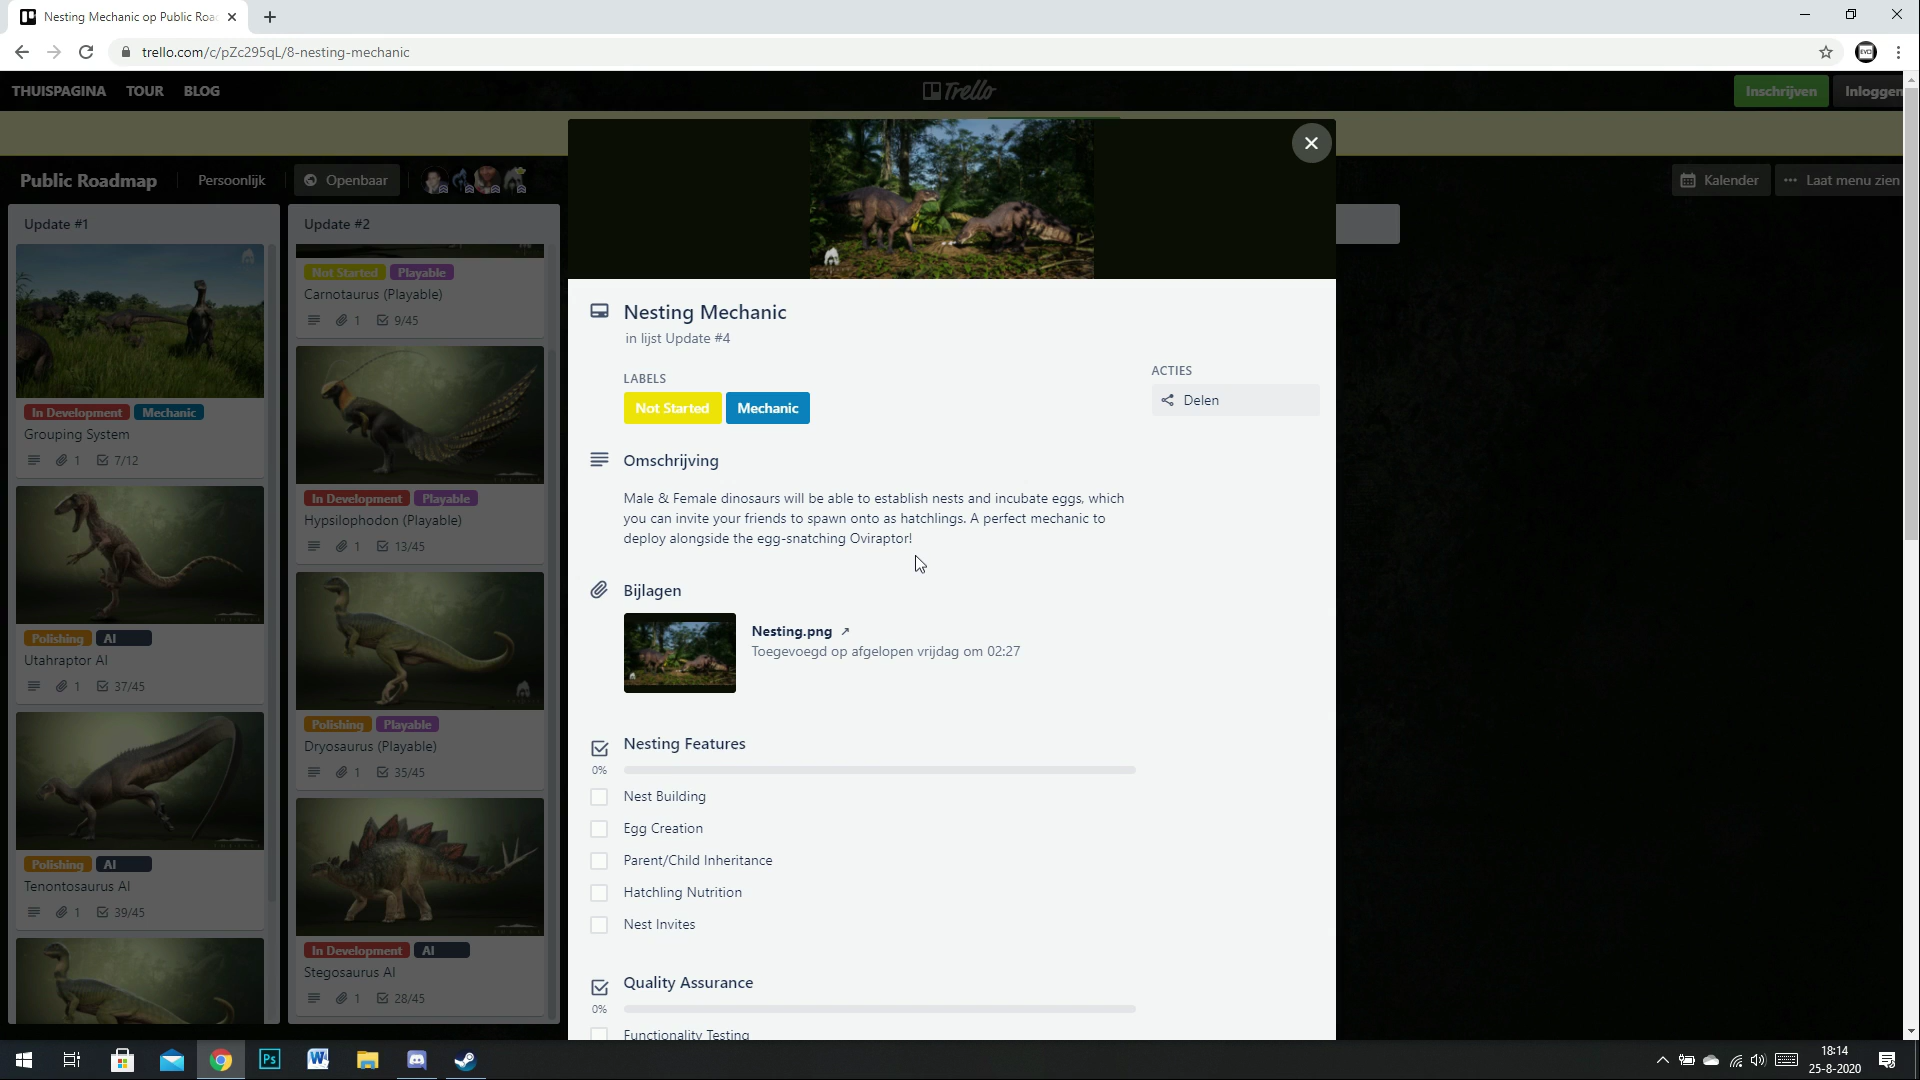 Nesting Mechanic op Public Roa
trello.com/c/pZc295qL/8-nesting-mechanic
THUISPAGINA
TOUR
BLOG
Trello
Inschrijven
Inloggen
Public Roadmap
Persoonlijk
Openbaar
Kalender
Laat menu zien
Update #1
In Development
Mechanic
Grouping System
1
7/12
Polishing
AI
Utahraptor AI
1
37/45
Polishing
AI
Tenontosaurus AI
1
39/45
Update #2
Not Started
Playable
Carnotaurus (Playable)
1
9/45
In Development
Playable
Hypsilophodon (Playable)
1
13/45
Polishing
Playable
Dryosaurus (Playable)
1
35/45
In Development
AI
Stegosaurus AI
1
28/45
Nesting Mechanic
in lijst Update #4
LABELS
Not Started
Mechanic
ACTIES
Delen
Omschrijving
Male & Female dinosaurs will be able to establish nests and incubate eggs, which
you can invite your friends to spawn onto as hatchlings. A perfect mechanic to
deploy alongside the egg-snatching Oviraptor!
Bijlagen
Nesting.png
Toegevoegd op afgelopen vrijdag om 02:27
Nesting Features
0%
Nest Building
Egg Creation
Parent/Child Inheritance
Hatchling Nutrition
Nest Invites
Quality Assurance
0%
Functionality Testing
Ps
W
18:14
25-8-2020